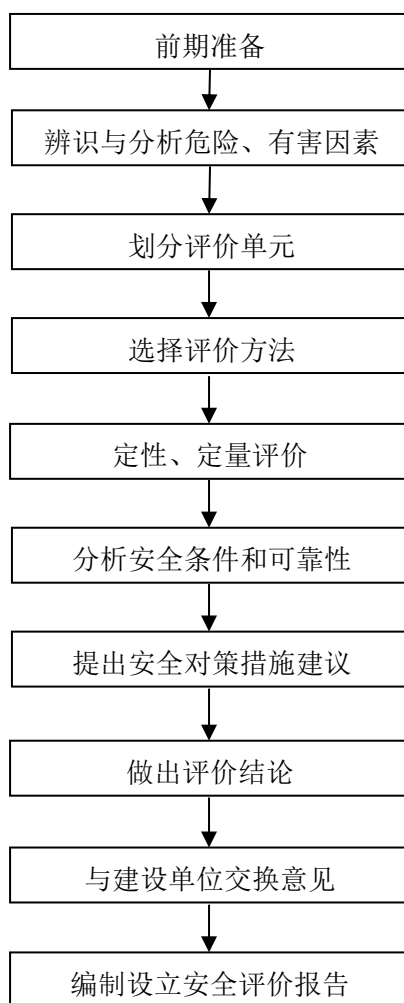 前期准备
辨识与分析危险、有害因素
划分评价单元
选择评价方法
定性、定量评价
分析安全条件和可靠性
提出安全对策措施建议
做出评价结论
与建设单位交换意见
编制设立安全评价报告